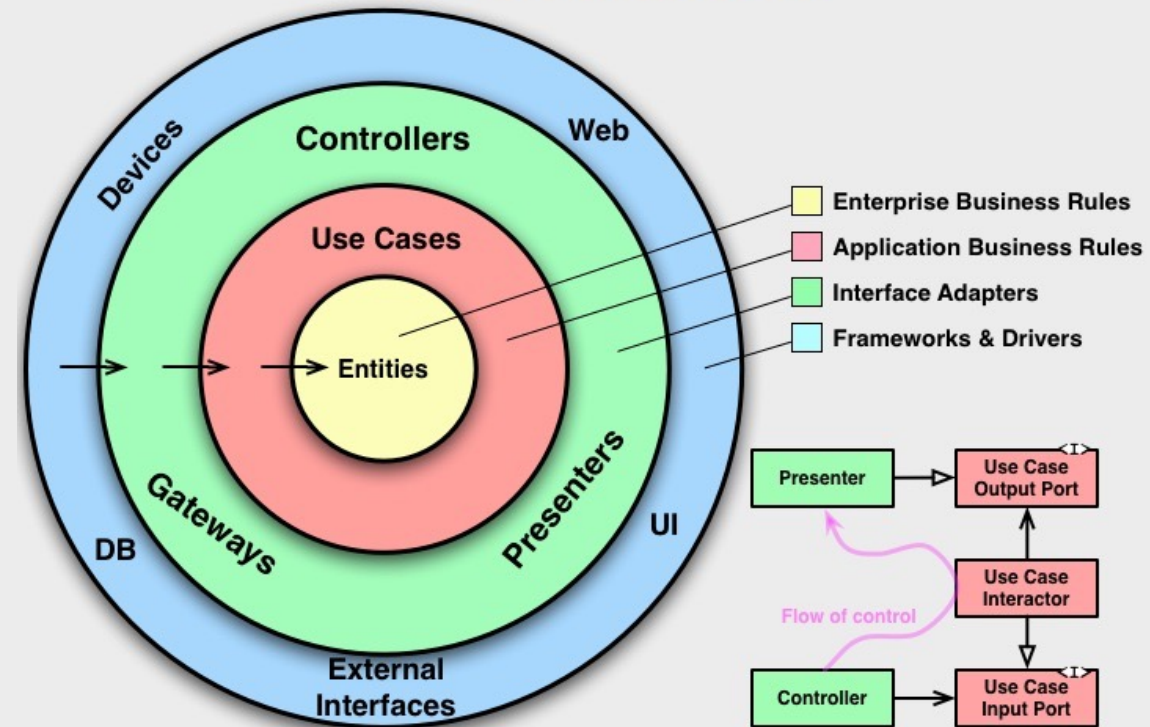 Devices
Web
Controllers
Use Cases
Entities
Gateways
Presenters
DB
UI
External
Interfaces
Enterprise Business Rules
Application Business Rules
Interface Adapters
Frameworks & Drivers
Presenter
<I>
Use Case
Output Port
Use Case
Interactor
Flow of control
Controller
<I>
Use Case
Input Port